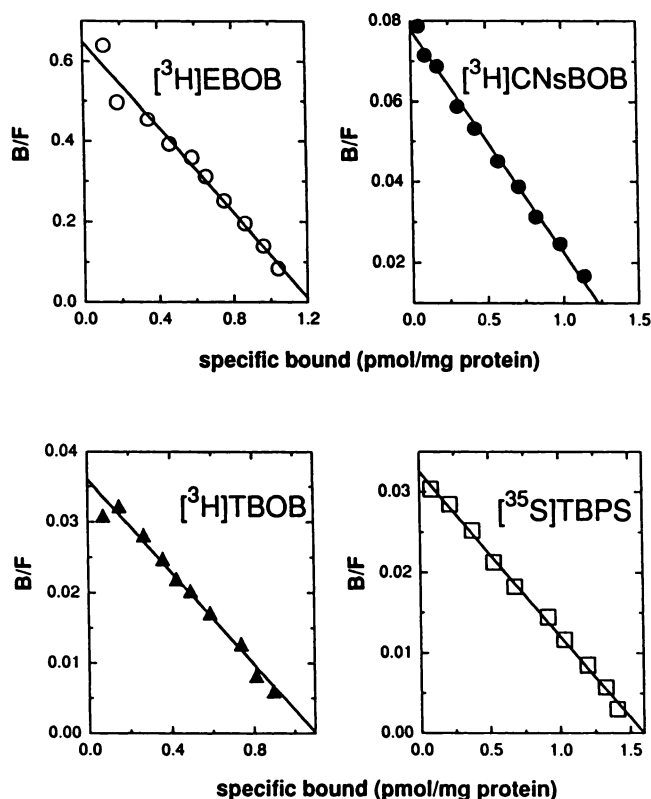 [³H]EBOB
[³H]CNsBOB
B/F
0.6
0.4
0.2
0.0
0.0 0.4 0.8 1.2
B/F
0.08
0.06
0.04
0.02
0.0 0.5 1.0 1.5
specific bound (pmol/mg protein)
[³H]TBOB
[³⁵S]TBPS
B/F
0.04
0.03
0.02
0.01
0.00
0.0 0.4 0.8
B/F
0.03
0.02
0.01
0.00
0.0 0.5 1.0 1.5
specific bound (pmol/mg protein)